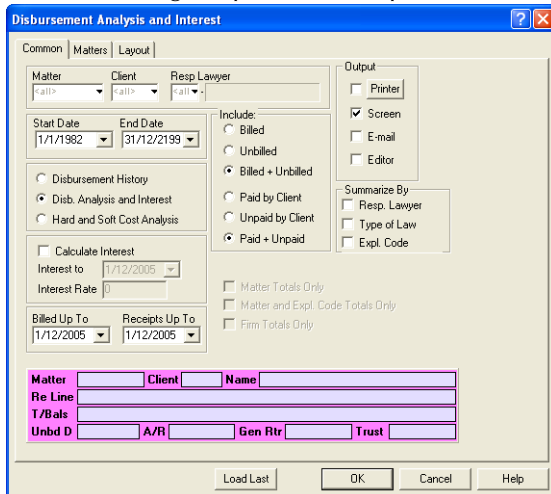 Disbursement Analysis and Interest
Common Matters Layout
Matter Client Resp Lawyer
<all> <all> <all> -
Start Date End Date
1/1/1982 31/12/2199
Disbursement History
Disb. Analysis and Interest
Hard and Soft Cost Analysis
Calculate Interest
Interest to 1/12/2005
Interest Rate 0
Billed Up To Receipts Up To
1/12/2005 1/12/2005
Include:
Billed
Unbilled
Billed + Unbilled
Paid by Client
Unpaid by Client
Paid + Unpaid
Matter Totals Only
Matter and Expl. Code Totals Only
Firm Totals Only
Output
Printer
Screen
E-mail
Editor
Summarize By
Resp. Lawyer
Type of Law
Expl. Code
Matter Client Name
Re Line
T/Bals
Unbd D A/R Gen Rtr Trust
Load Last OK Cancel Help